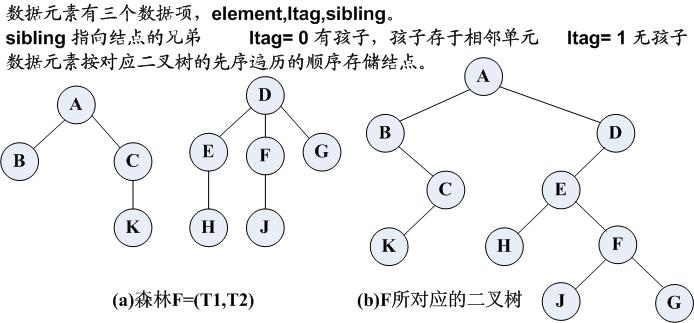 数据元素有三个数据项，element,ltag,sibling。
sibling 指向结点的兄弟 ltag= 0 有孩子，孩子存于相邻单元 ltag= 1 无孩子
数据元素按对应二叉树的先序遍历的顺序存储结点。
A
B
C
K
D
E
F
G
H
J
(a)森林F=(T1,T2)
A
B
D
C
E
K
H
F
J
G
(b)F所对应的二叉树